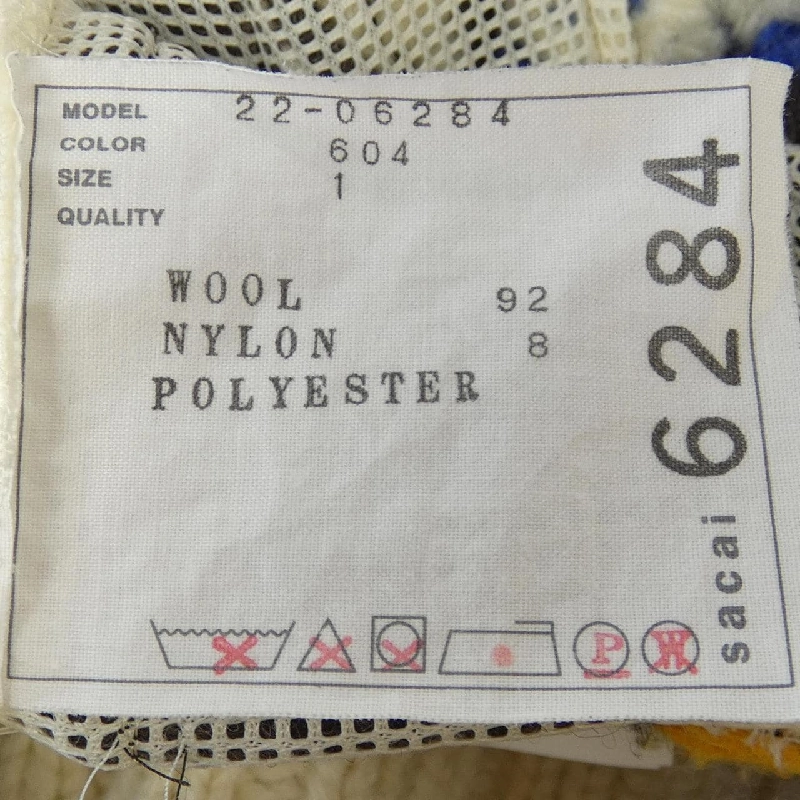 MODEL 22-06284
COLOR 604
SIZE 1
QUALITY
WOOL 92
NYLON 8
POLYESTER
P W
sacai 6284